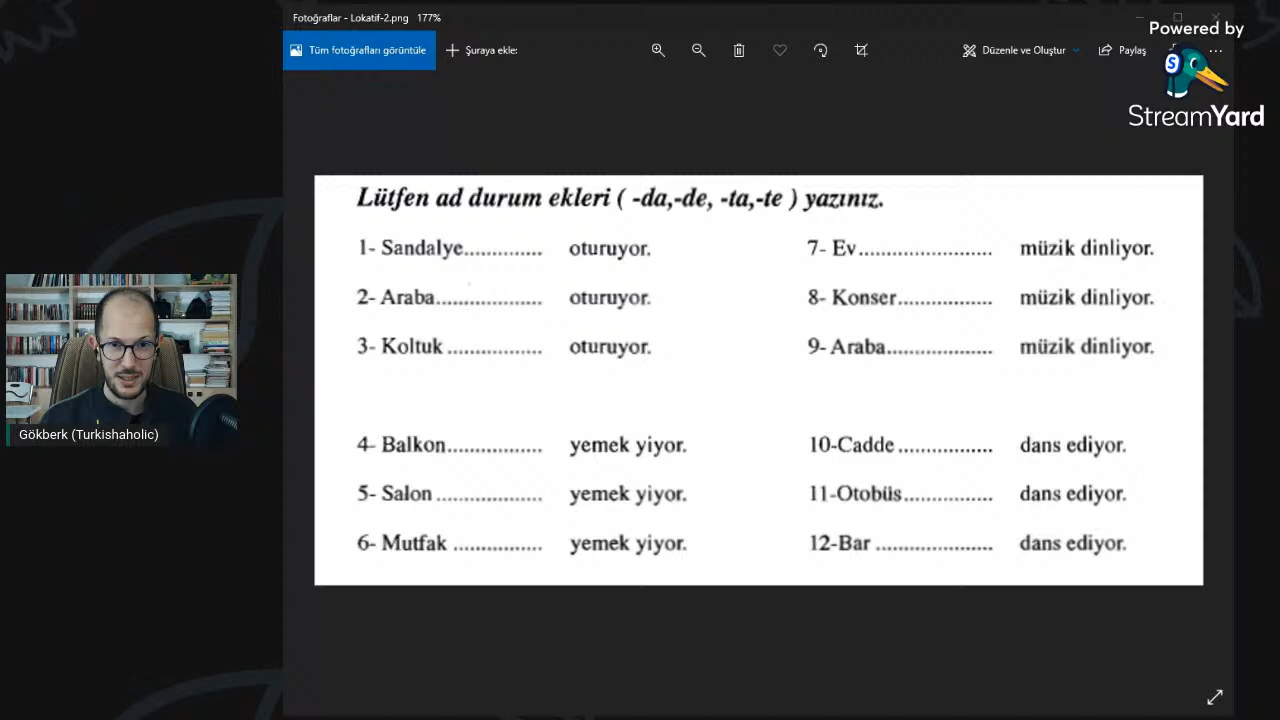 Fotoğraflar - Lokatif-2.png 177%
Tüm fotoğrafları görüntüle
Şuraya ekle:
Düzenle ve Oluştur
Paylaş
Powered by
S
StreamYard
Lütfen ad durum ekleri ( -da,-de, -ta,-te ) yazınız.
1- Sandalye.............. oturuyor.
2- Araba................... oturuyor.
3- Koltuk ................. oturuyor.
4- Balkon................. yemek yiyor.
5- Salon ................... yemek yiyor.
6- Mutfak ................ yemek yiyor.
7- Ev........................ müzik dinliyor.
8- Konser................. müzik dinliyor.
9- Araba................... müzik dinliyor.
10-Cadde ................. dans ediyor.
11-Otobüs................ dans ediyor.
12-Bar ..................... dans ediyor.
Gökberk (Turkishaholic)